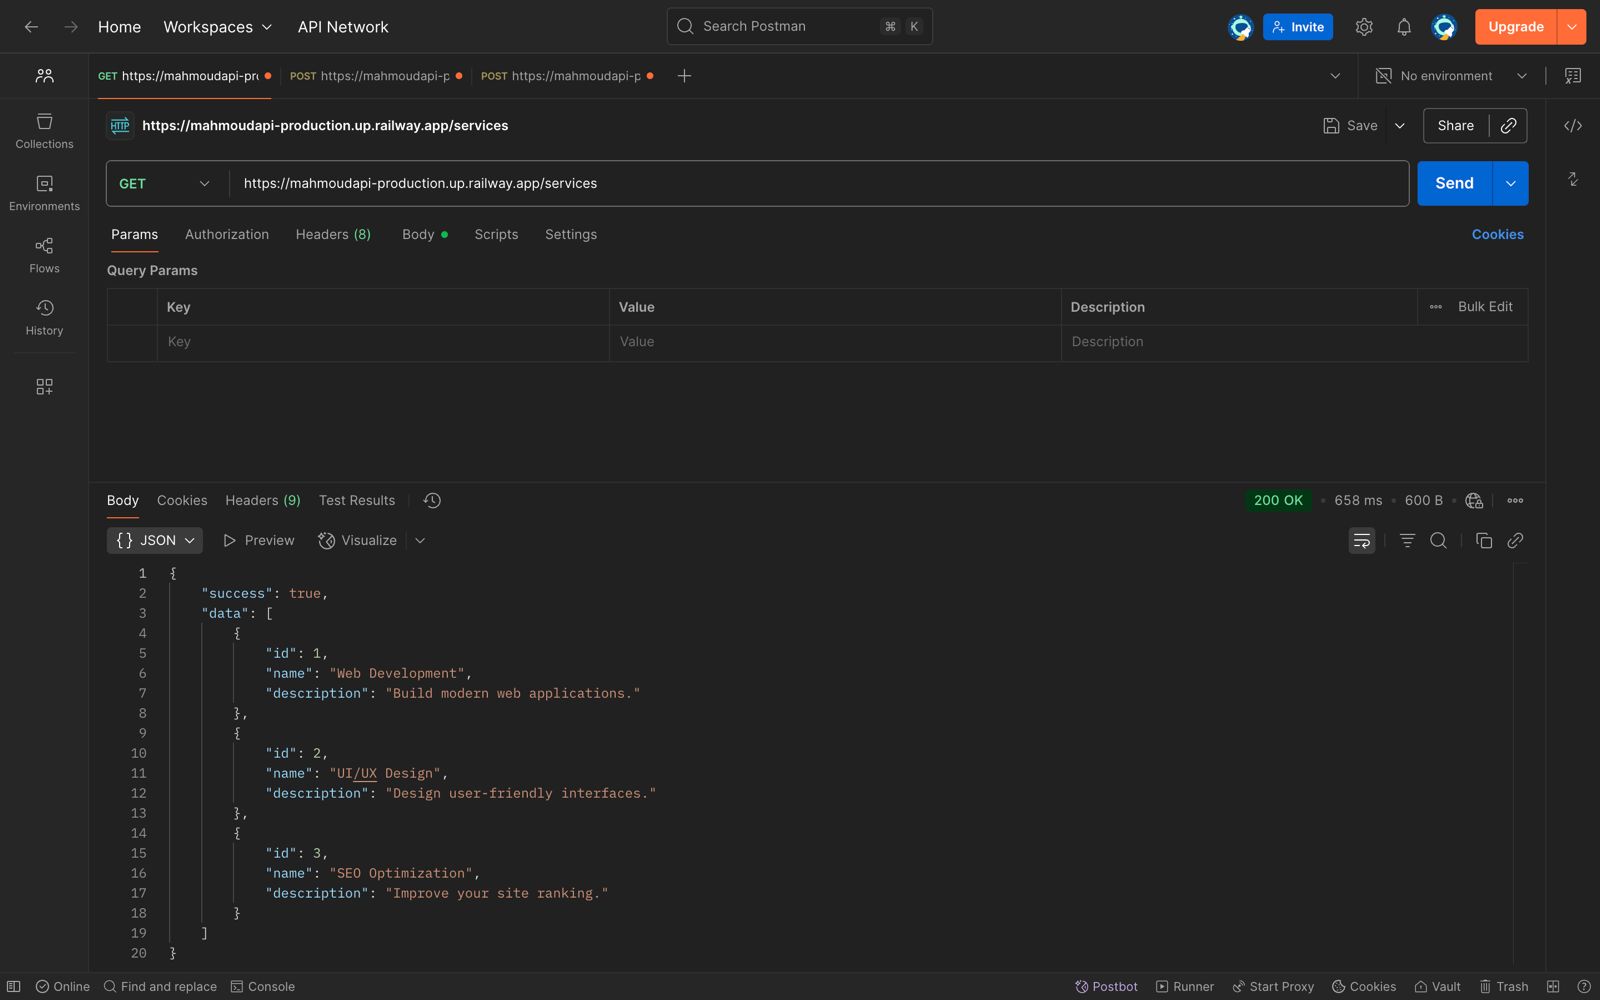 Home Workspaces API Network Search Postman ⌘ K Invite Upgrade
GET https://mahmoudapi-pr POST https://mahmoudapi-p POST https://mahmoudapi-p No environment
HTTP https://mahmoudapi-production.up.railway.app/services Save Share
Collections
GET https://mahmoudapi-production.up.railway.app/services Send
Environments
Params Authorization Headers (8) Body Scripts Settings Cookies
Flows
Query Params
Key Value Description Bulk Edit
History
Key Value Description
Body Cookies Headers (9) Test Results 200 OK 658 ms 600 B
{} JSON Preview Visualize
1 {
2 "success": true,
3 "data": [
4 {
5 "id": 1,
6 "name": "Web Development",
7 "description": "Build modern web applications."
8 },
9 {
10 "id": 2,
11 "name": "UI/UX Design",
12 "description": "Design user-friendly interfaces."
13 },
14 {
15 "id": 3,
16 "name": "SEO Optimization",
17 "description": "Improve your site ranking."
18 }
19 ]
20 }
Online Find and replace Console Postbot Runner Start Proxy Cookies Vault Trash